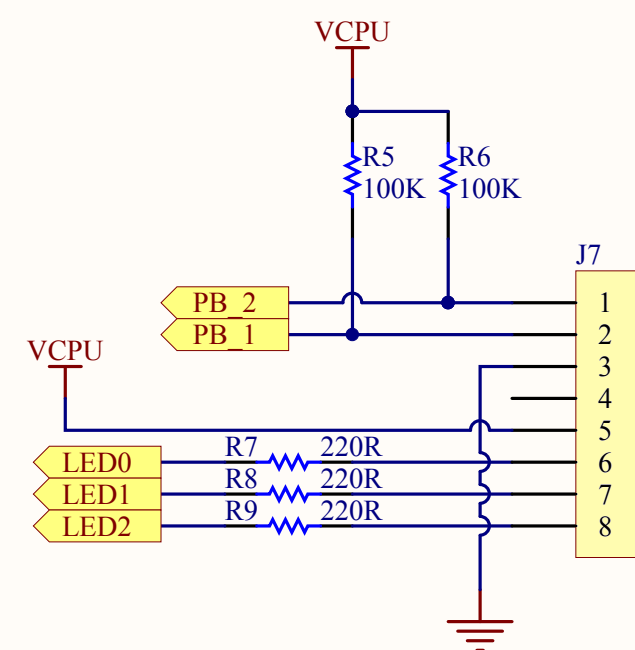 VCPU
R5
100K
R6
100K
J7
PB_2
1
PB_1
2
VCPU
3
4
5
LED0
R7
220R
6
LED1
R8
220R
7
LED2
R9
220R
8